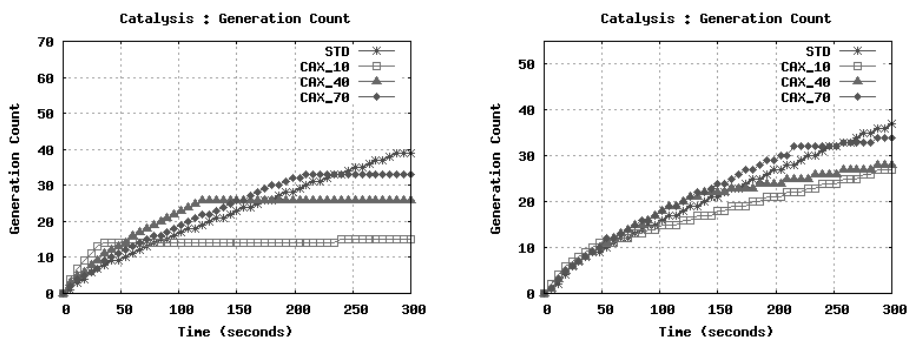 Catalysis : Generation Count
70
60
50
40
30
20
10
0
Generation Count
STD
CAX_10
CAX_40
CAX_70
0 50 100 150 200 250 300
Time (seconds)
Catalysis : Generation Count
50
40
30
20
10
0
Generation Count
STD
CAX_10
CAX_40
CAX_70
0 50 100 150 200 250 300
Time (seconds)